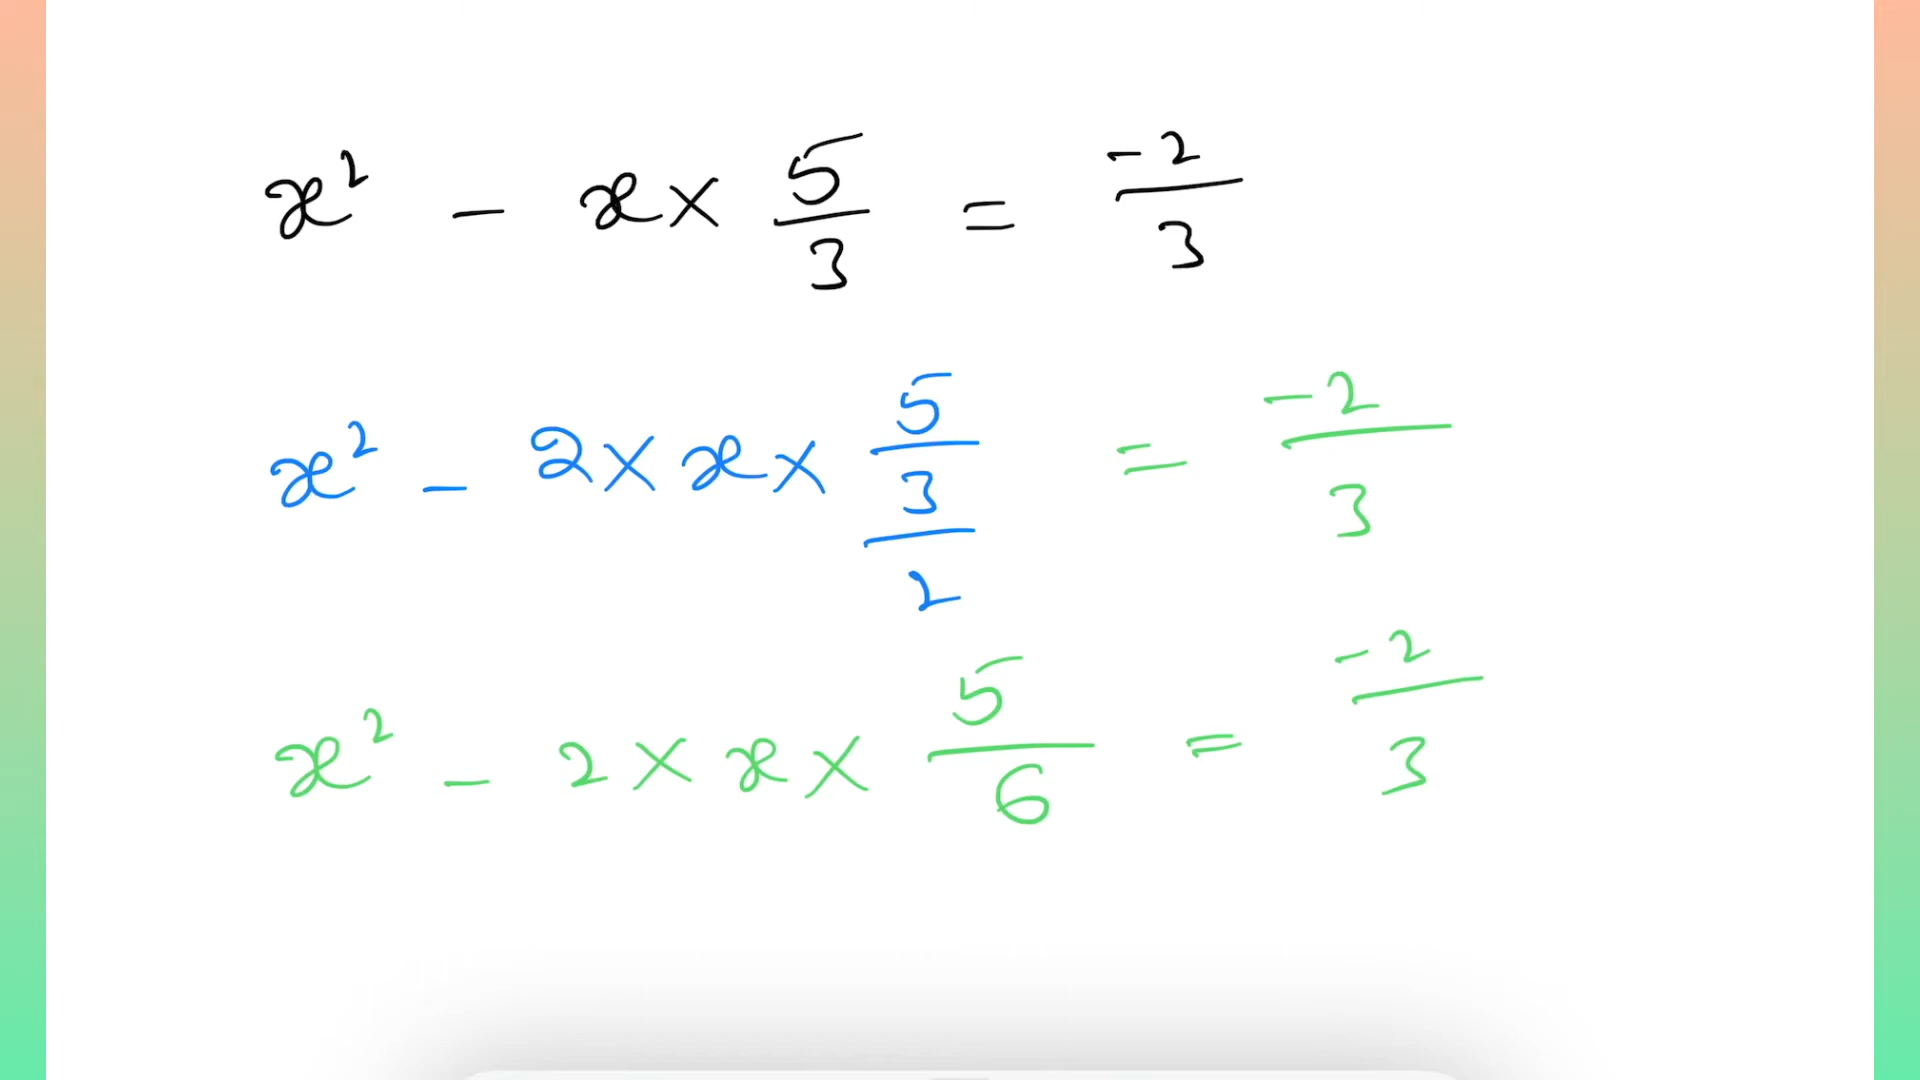 x² - x × 5/3 = -2/3
x² - 2 × x × 5/3/2 = -2/3
x² - 2 × x × 5/6 = -2/3